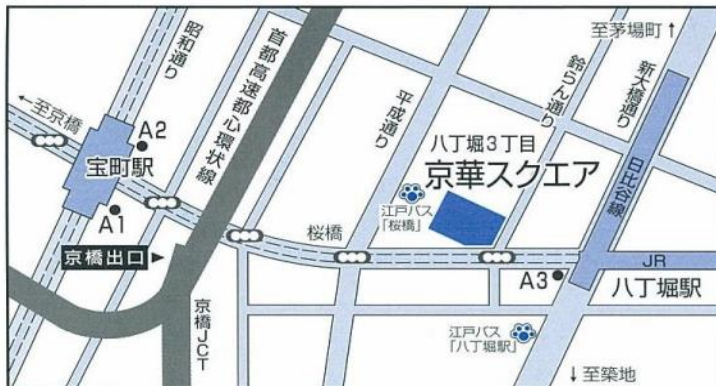 至茅場町↑
昭和通り
首都高速都心環状線
平成通り
鈴らん通り
新大橋通り
←至京橋
A2
宝町駅
A1
京橋出口▶
八丁堀3丁目
京華スクエア
江戸バス
「桜橋」
日比谷線
桜橋
JR
A3
八丁堀駅
京橋JCT
江戸バス
「八丁堀駅」
↓至築地